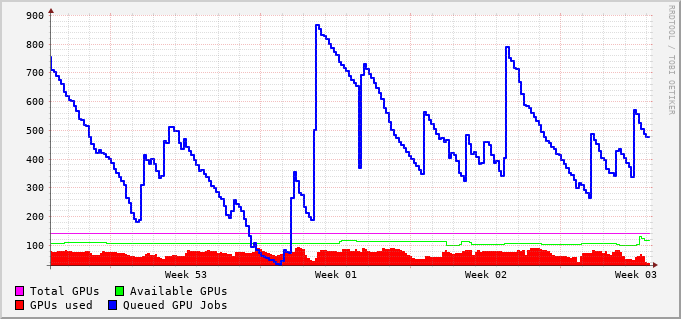 900
800
700
600
500
400
300
200
100
Week 53 Week 01 Week 02 Week 03
Total GPUs Available GPUs
GPUs used Queued GPU Jobs
RRDTOOL / TOBI OETIKER